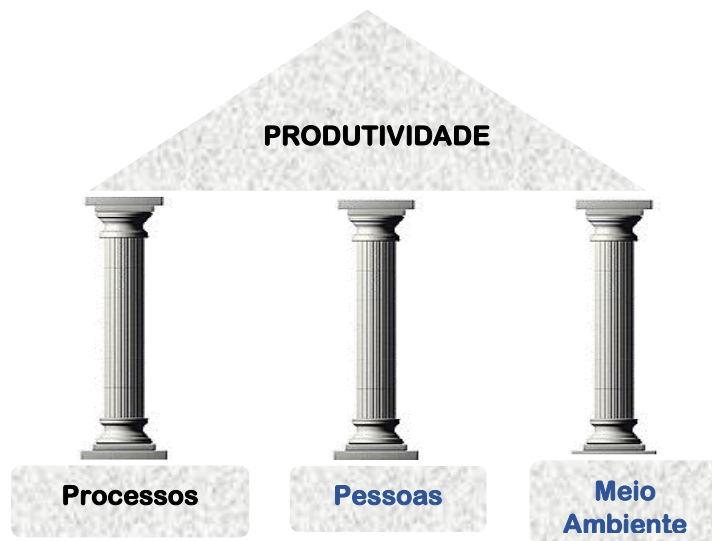 PRODUTIVIDADE
Processos
Pessoas
Meio
Ambiente